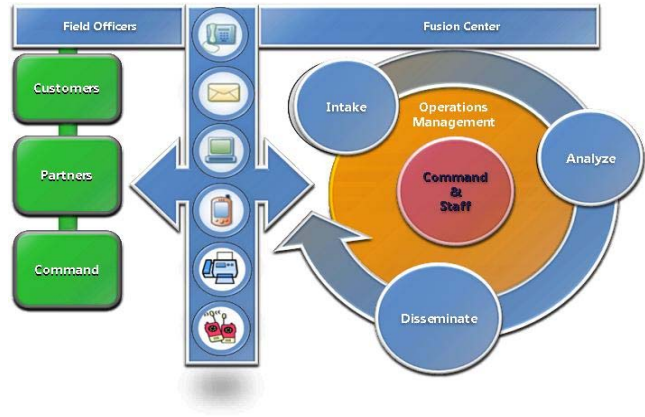 Field Officers
Fusion Center
Customers
Partners
Command
Intake
Operations
Management
Analyze
Command
&
Staff
Disseminate